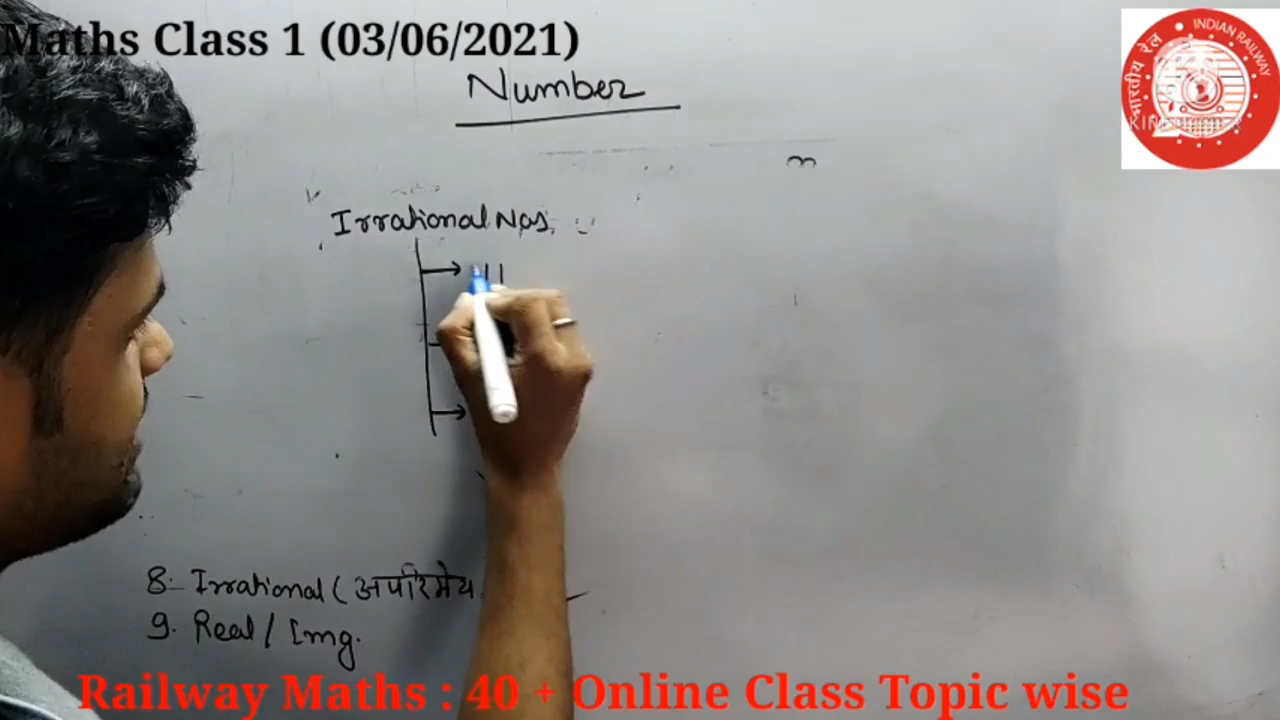 Maths Class 1 (03/06/2021)
INDIAN RAILWAY
भारतीय रेल
Number
Irrational Nos.
8- Irrational ( अपरिमेय
9. Real / Img.
Railway Maths : 40 + Online Class Topic wise